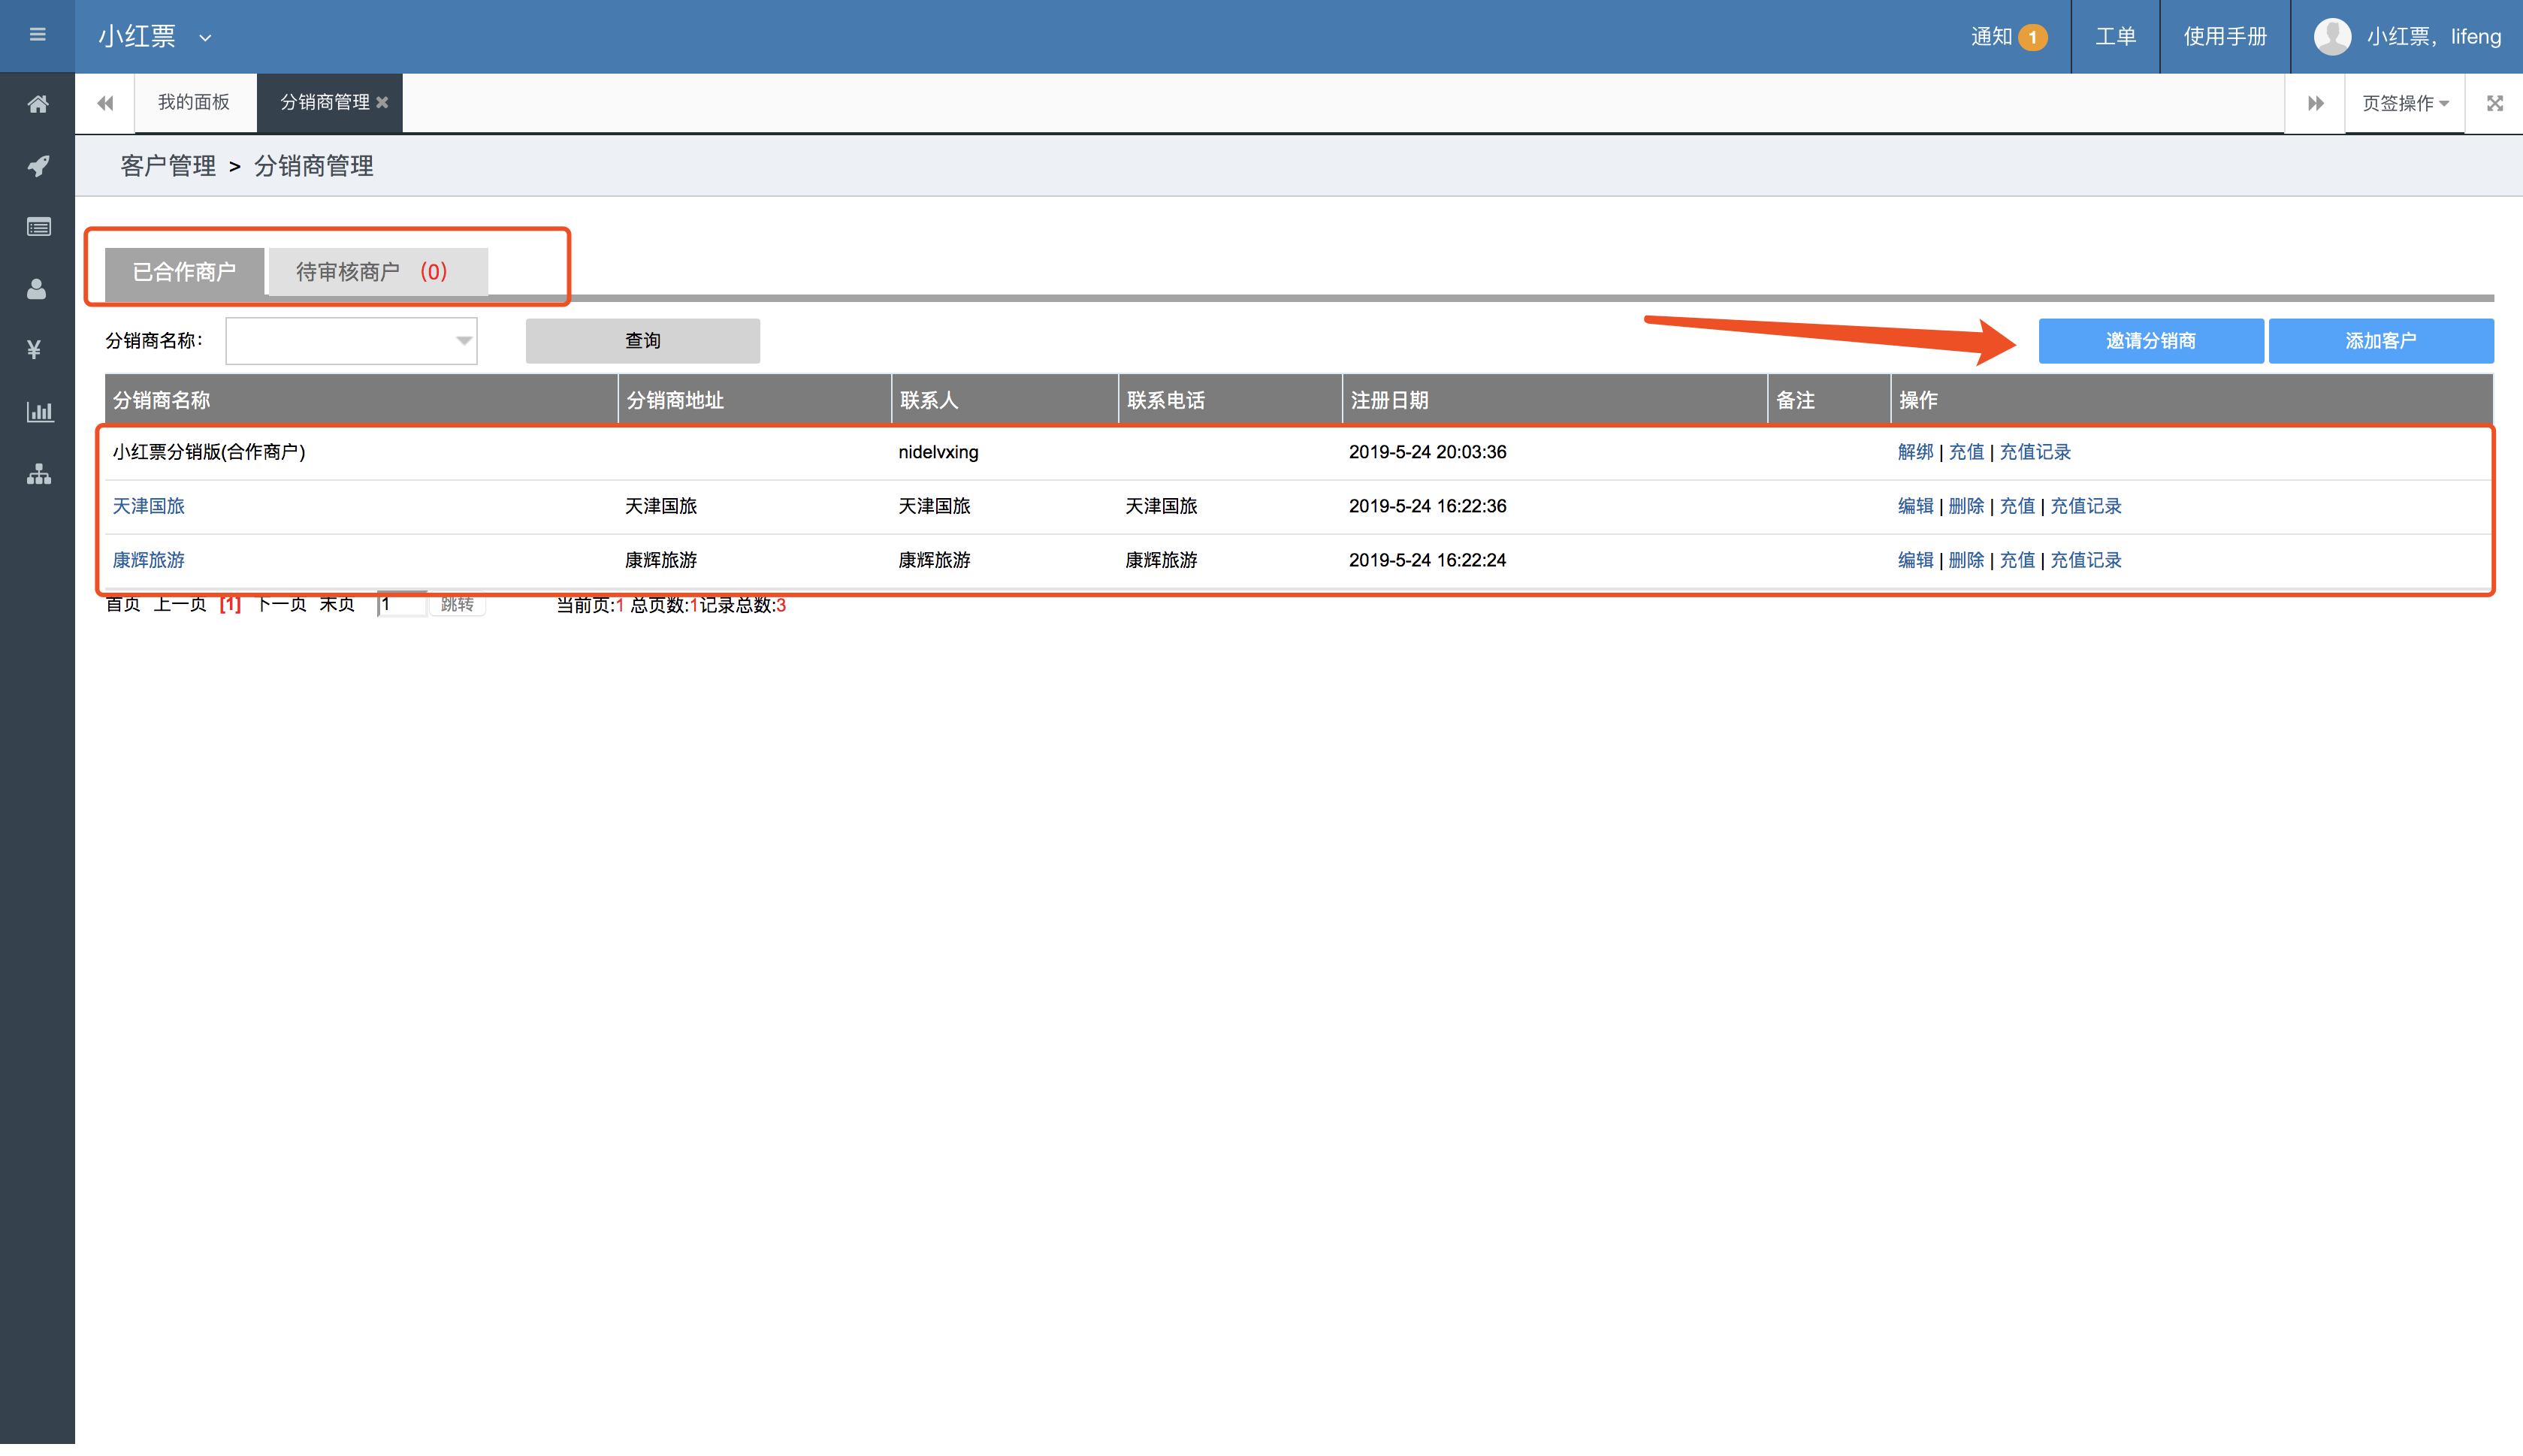 小红票
通知 1 工单 使用手册 小红票，lifeng
我的面板 分销商管理 页签操作
客户管理 > 分销商管理
已合作商户 待审核商户 (0)
分销商名称： 查询 邀请分销商 添加客户
分销商名称 分销商地址 联系人 联系电话 注册日期 备注 操作
小红票分销版(合作商户) nidelvxing 2019-5-24 20:03:36 解绑 | 充值 | 充值记录
天津国旅 天津国旅 天津国旅 天津国旅 2019-5-24 16:22:36 编辑 | 删除 | 充值 | 充值记录
康辉旅游 康辉旅游 康辉旅游 康辉旅游 2019-5-24 16:22:24 编辑 | 删除 | 充值 | 充值记录
首页 上一页 [1] 下一页 末页 1 跳转 当前页:1 总页数:1记录总数:3